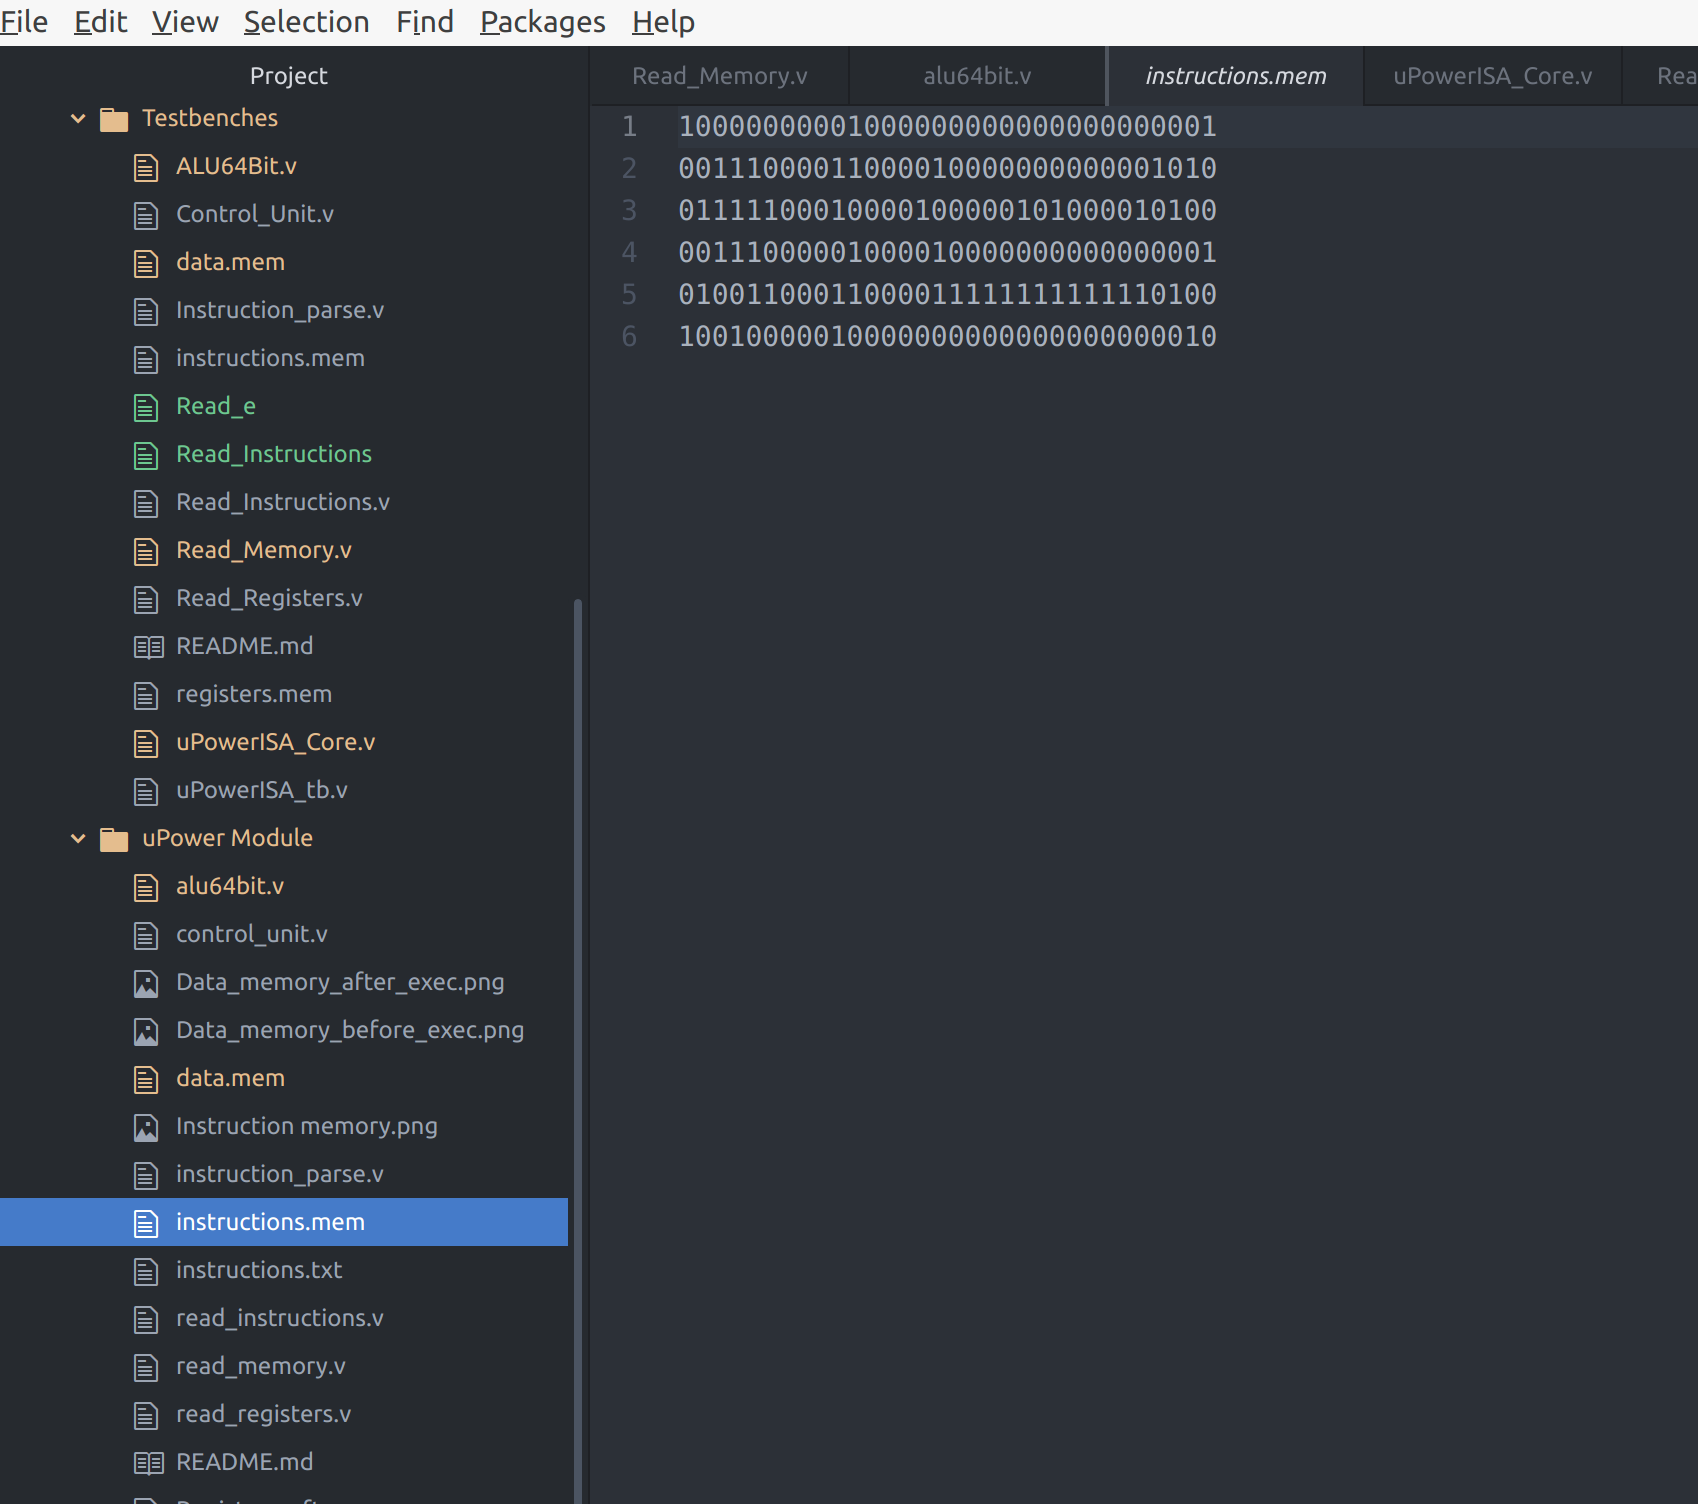 File Edit View Selection Find Packages Help
Project
Testbenches
ALU64Bit.v
Control_Unit.v
data.mem
Instruction_parse.v
instructions.mem
Read_e
Read_Instructions
Read_Instructions.v
Read_Memory.v
Read_Registers.v
README.md
registers.mem
uPowerISA_Core.v
uPowerISA_tb.v
uPower Module
alu64bit.v
control_unit.v
Data_memory_after_exec.png
Data_memory_before_exec.png
data.mem
Instruction memory.png
instruction_parse.v
instructions.mem
instructions.txt
read_instructions.v
read_memory.v
read_registers.v
README.md
Read_Memory.v alu64bit.v instructions.mem uPowerISA_Core.v Rea
1 10000000001000000000000000000001
2 00111000011000010000000000001010
3 01111100010000100000101000010100
4 00111000001000010000000000000001
5 01001100011000011111111111110100
6 10010000010000000000000000000010